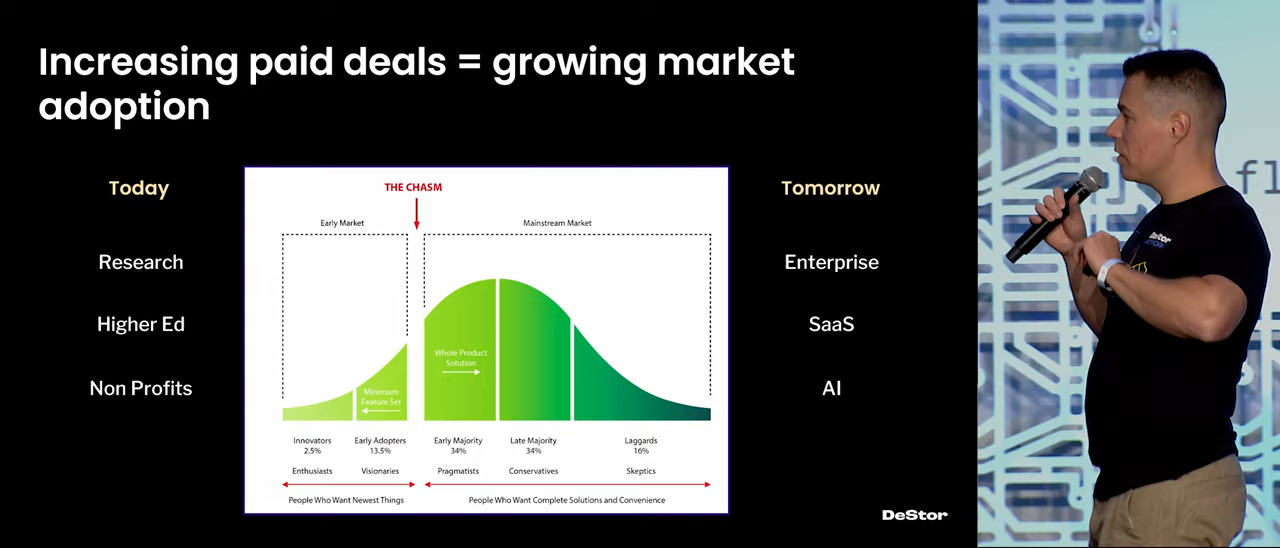 Increasing paid deals = growing market
adoption
Today
Research
Higher Ed
Non Profits
THE CHASM
Early Market
Mainstream Market
Whole Product
Solution
Minimum
Feature Set
Innovators
2.5%
Early Adopters
13.5%
Early Majority
34%
Late Majority
34%
Laggards
16%
Enthusiasts
Visionaries
Pragmatists
Conservatives
Skeptics
People Who Want Newest Things
People Who Want Complete Solutions and Convenience
Tomorrow
Enterprise
SaaS
AI
DeStor
DeStor
NETWORK
fl